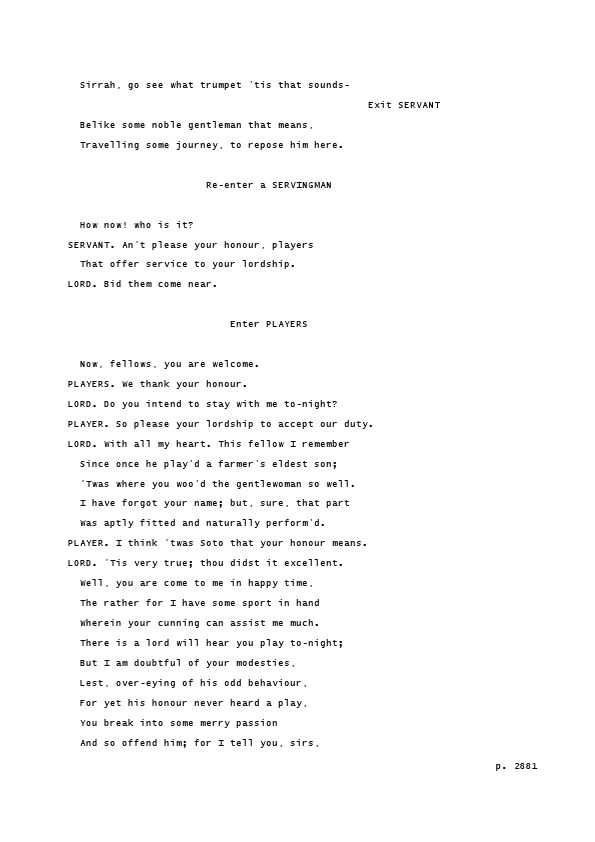 Sirrah, go see what trumpet 'tis that sounds-
Exit SERVANT
Belike some noble gentleman that means,
Travelling some journey, to repose him here.
Re-enter a SERVINGMAN
How now! who is it?
SERVANT. An't please your honour, players
That offer service to your lordship.
LORD. Bid them come near.
Enter PLAYERS
Now, fellows, you are welcome.
PLAYERS. We thank your honour.
LORD. Do you intend to stay with me to-night?
PLAYER. So please your lordship to accept our duty.
LORD. With all my heart. This fellow I remember
Since once he play'd a farmer's eldest son;
'Twas where you woo'd the gentlewoman so well.
I have forgot your name; but, sure, that part
Was aptly fitted and naturally perform'd.
PLAYER. I think 'twas Soto that your honour means.
LORD. 'Tis very true; thou didst it excellent.
Well, you are come to me in happy time,
The rather for I have some sport in hand
Wherein your cunning can assist me much.
There is a lord will hear you play to-night;
But I am doubtful of your modesties,
Lest, over-eying of his odd behaviour,
For yet his honour never heard a play,
You break into some merry passion
And so offend him; for I tell you, sirs,
p. 2881